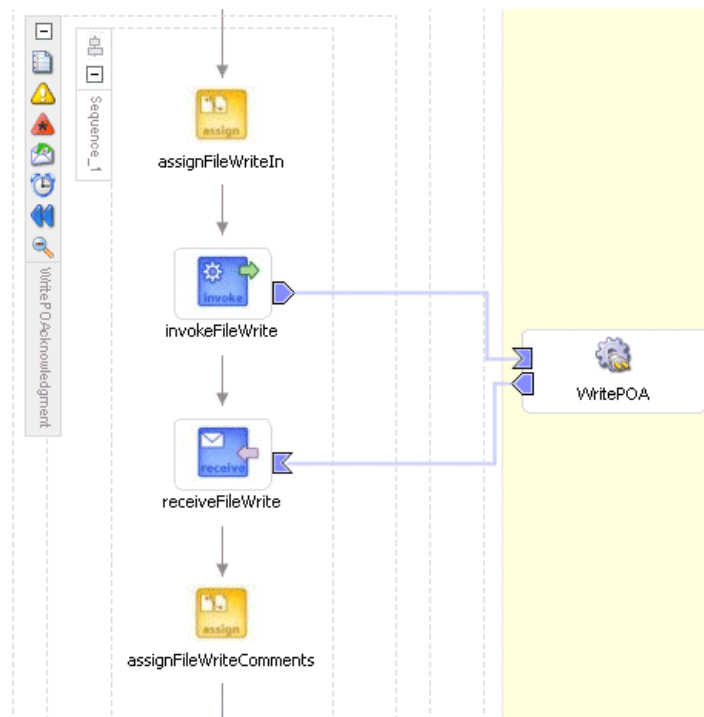 Sequence_1
WritePOAcknowledgment
assign
assignFileWriteIn
invoke
invokeFileWrite
WritePOA
receive
receiveFileWrite
assign
assignFileWriteComments